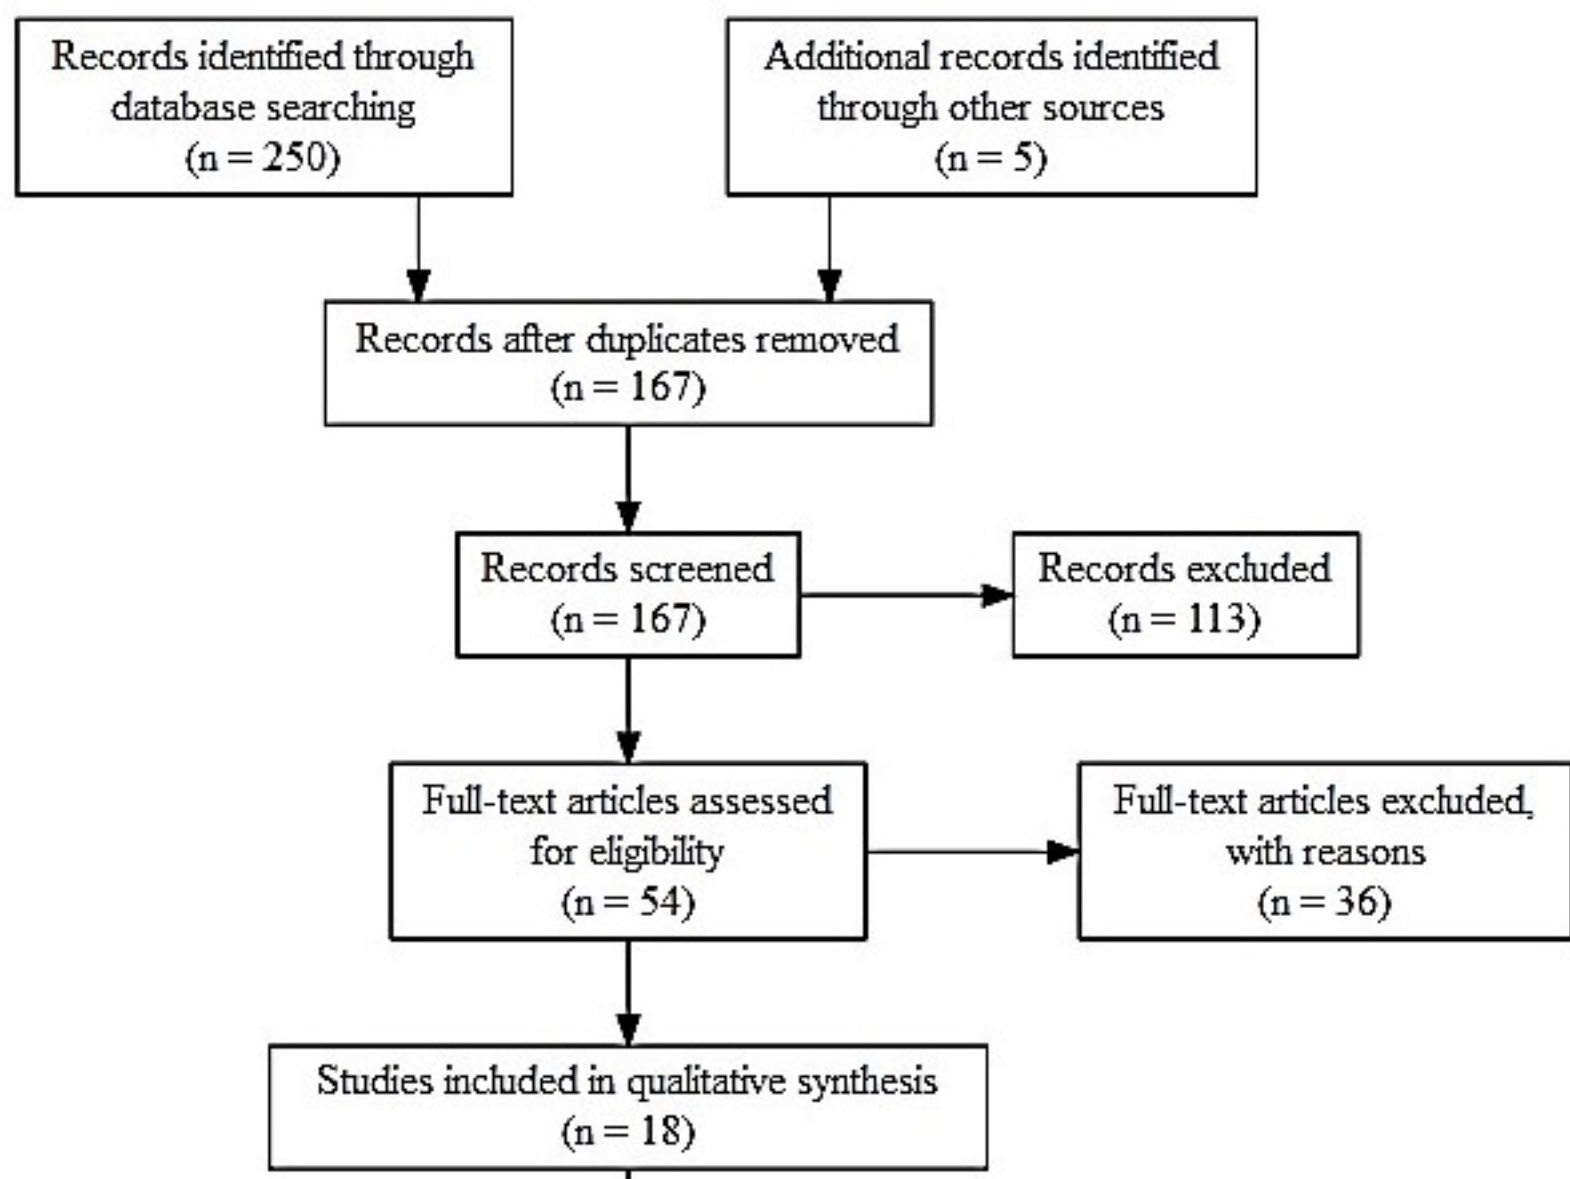 Records identified through
database searching
(n = 250)
Additional records identified
through other sources
(n = 5)
Records after duplicates removed
(n = 167)
Records screened
(n = 167)
Records excluded
(n = 113)
Full-text articles assessed
for eligibility
(n = 54)
Full-text articles excluded,
with reasons
(n = 36)
Studies included in qualitative synthesis
(n = 18)